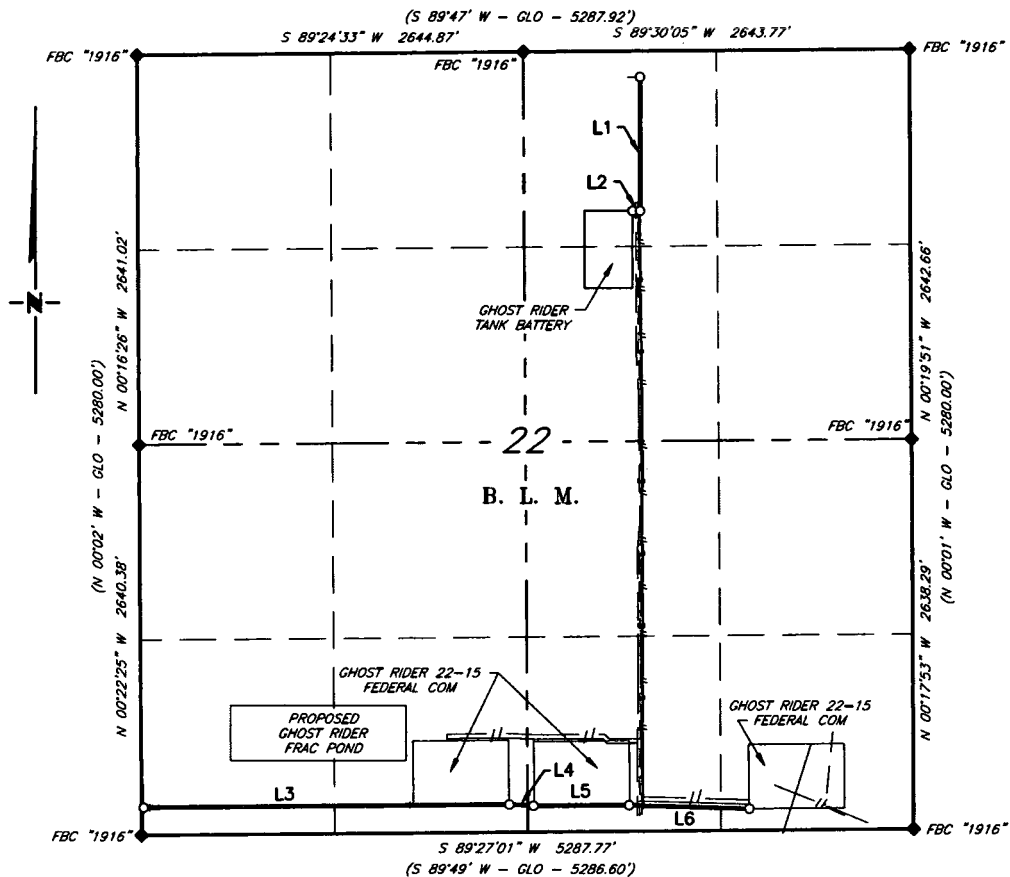 (S 89°47' W - GLO - 5287.92')
S 89°24'33" W 2644.87'
S 89°30'05" W 2643.77'
FBC "1916"
FBC "1916"
FBC "1916"
L1
L2
N
N 00°16'26" W 2641.02'
N 00°19'51" W 2642.66'
GHOST RIDER
TANK BATTERY
(N 00°02' W - GLO - 5280.00')
(N 00°01' W - GLO - 5280.00')
FBC "1916"
22
FBC "1916"
B. L. M.
N 00°22'25" W 2640.38'
N 00°17'53" W 2638.29'
GHOST RIDER 22-15
FEDERAL COM
GHOST RIDER 22-15
FEDERAL COM
PROPOSED
GHOST RIDER
FRAC POND
L3
L4
L5
L6
FBC "1916"
FBC "1916"
S 89°27'01" W 5287.77'
(S 89°49' W - GLO - 5286.60')